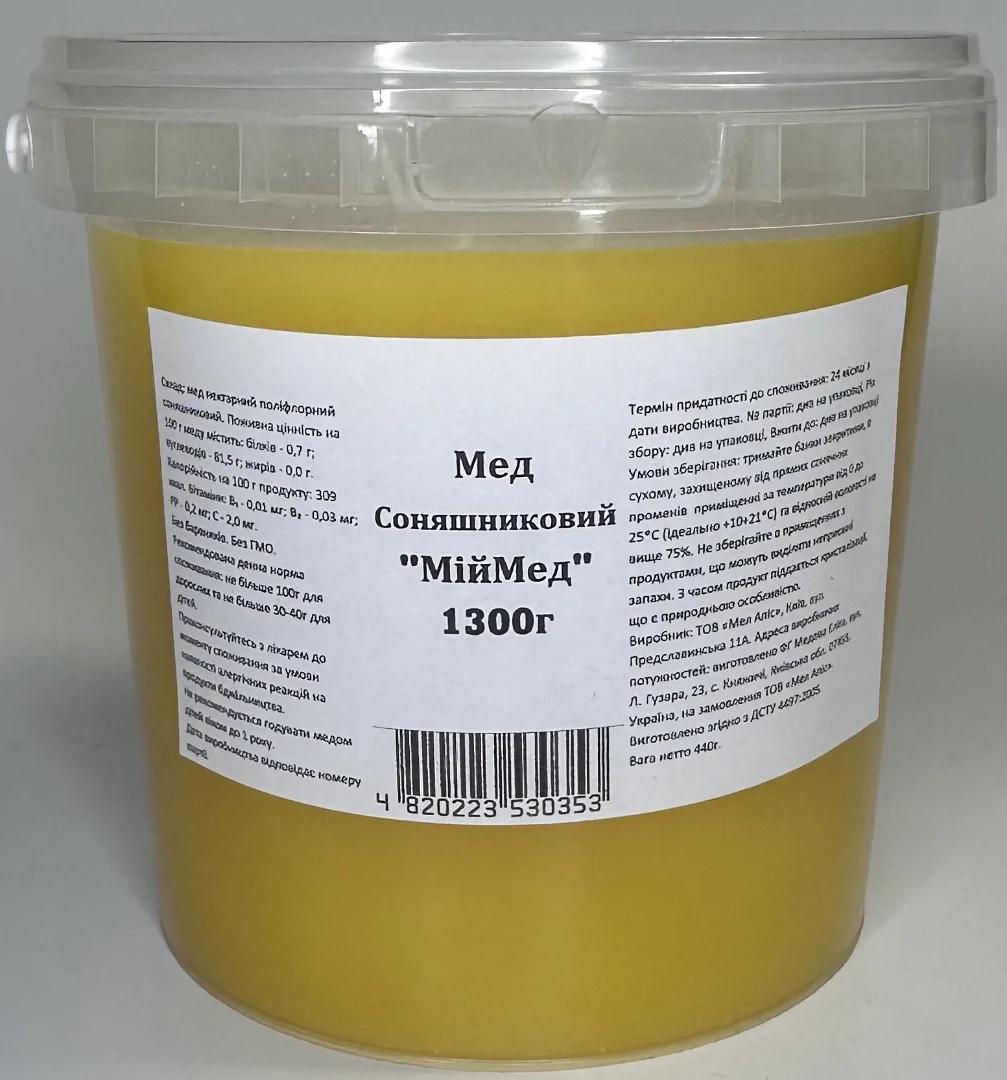 Склад: мед нектарний поліфлорний
соняшниковий. Поживна цінність на
100 г меду містить: білків - 0,7 г;
вуглеводів - 81,5 г; жирів - 0,0 г.
Калорійність на 100 г продукту: 309
ккал. Вітаміни: В₁ - 0,01 мг; В₂ - 0,03 мг;
РР - 0,2 мг; С - 2,0 мг.
Без барвників. Без ГМО.
Рекомендована денна норма
споживання: не більше 100г для
дорослих та не більше 30-40г для
дітей.
Проконсультуйтесь з лікарем до
моменту споживання за умови
наявності алергічних реакцій на
продукти бджільництва.
Не рекомендується годувати медом
дітей віком до 2 року.
Дата виробництва відповідає номеру
партії.
Мед
Соняшниковий
"МійМед"
1300г
4 820223 530353
Термін придатності до споживання: 24 місяці з
дати виробництва. № партії: див на упаковці, Рік
збору: див на упаковці, Вжити до: див на упаковці
Умови зберігання: тримайте банки закритими, в
сухому, захищеному від прямих сонячних
променів приміщенні за температури від 0 до
25°С (ідеально +10+21°С) та відносній вологості не
вище 75%. Не зберігайте в приміщеннях з
продуктами, що можуть виділяти неприємні
запахи. З часом продукт піддається кристалізації,
що є природньою особливістю.
Виробник: ТОВ «Мел Аліс», Київ, вул.
Предславинська 11А. Адреса виробничих
потужностей: виготовлено ФГ Медова Еліта, вул.
Л. Гузара, 23, с. Княжичі, Київська обл. 07455,
Україна, на замовлення ТОВ «Мел Аліс».
Виготовлено згідно з ДСТУ 4497:2005
Вага нетто 440г.